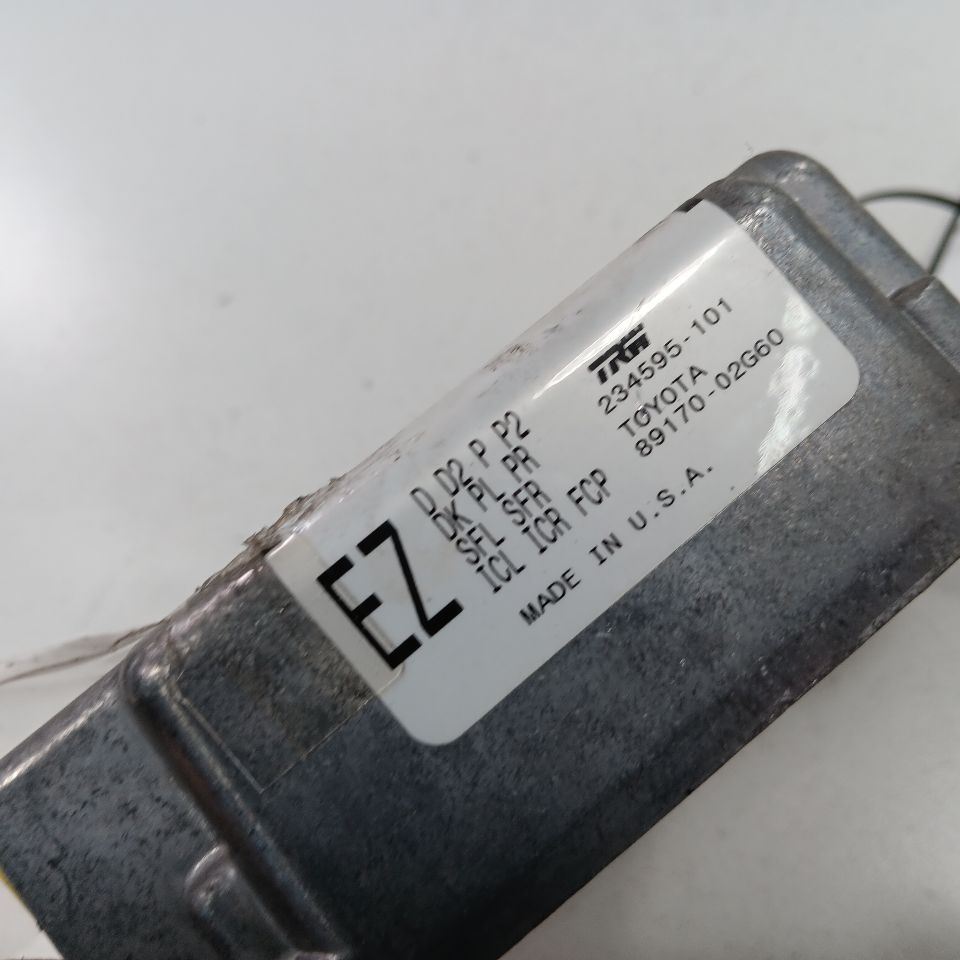 TRW
234595-101
TOYOTA
89170-02G60
EZ
D D2 P P2
DK PL PR
SFL SFR
ICL ICR FCP
MADE IN U.S.A.